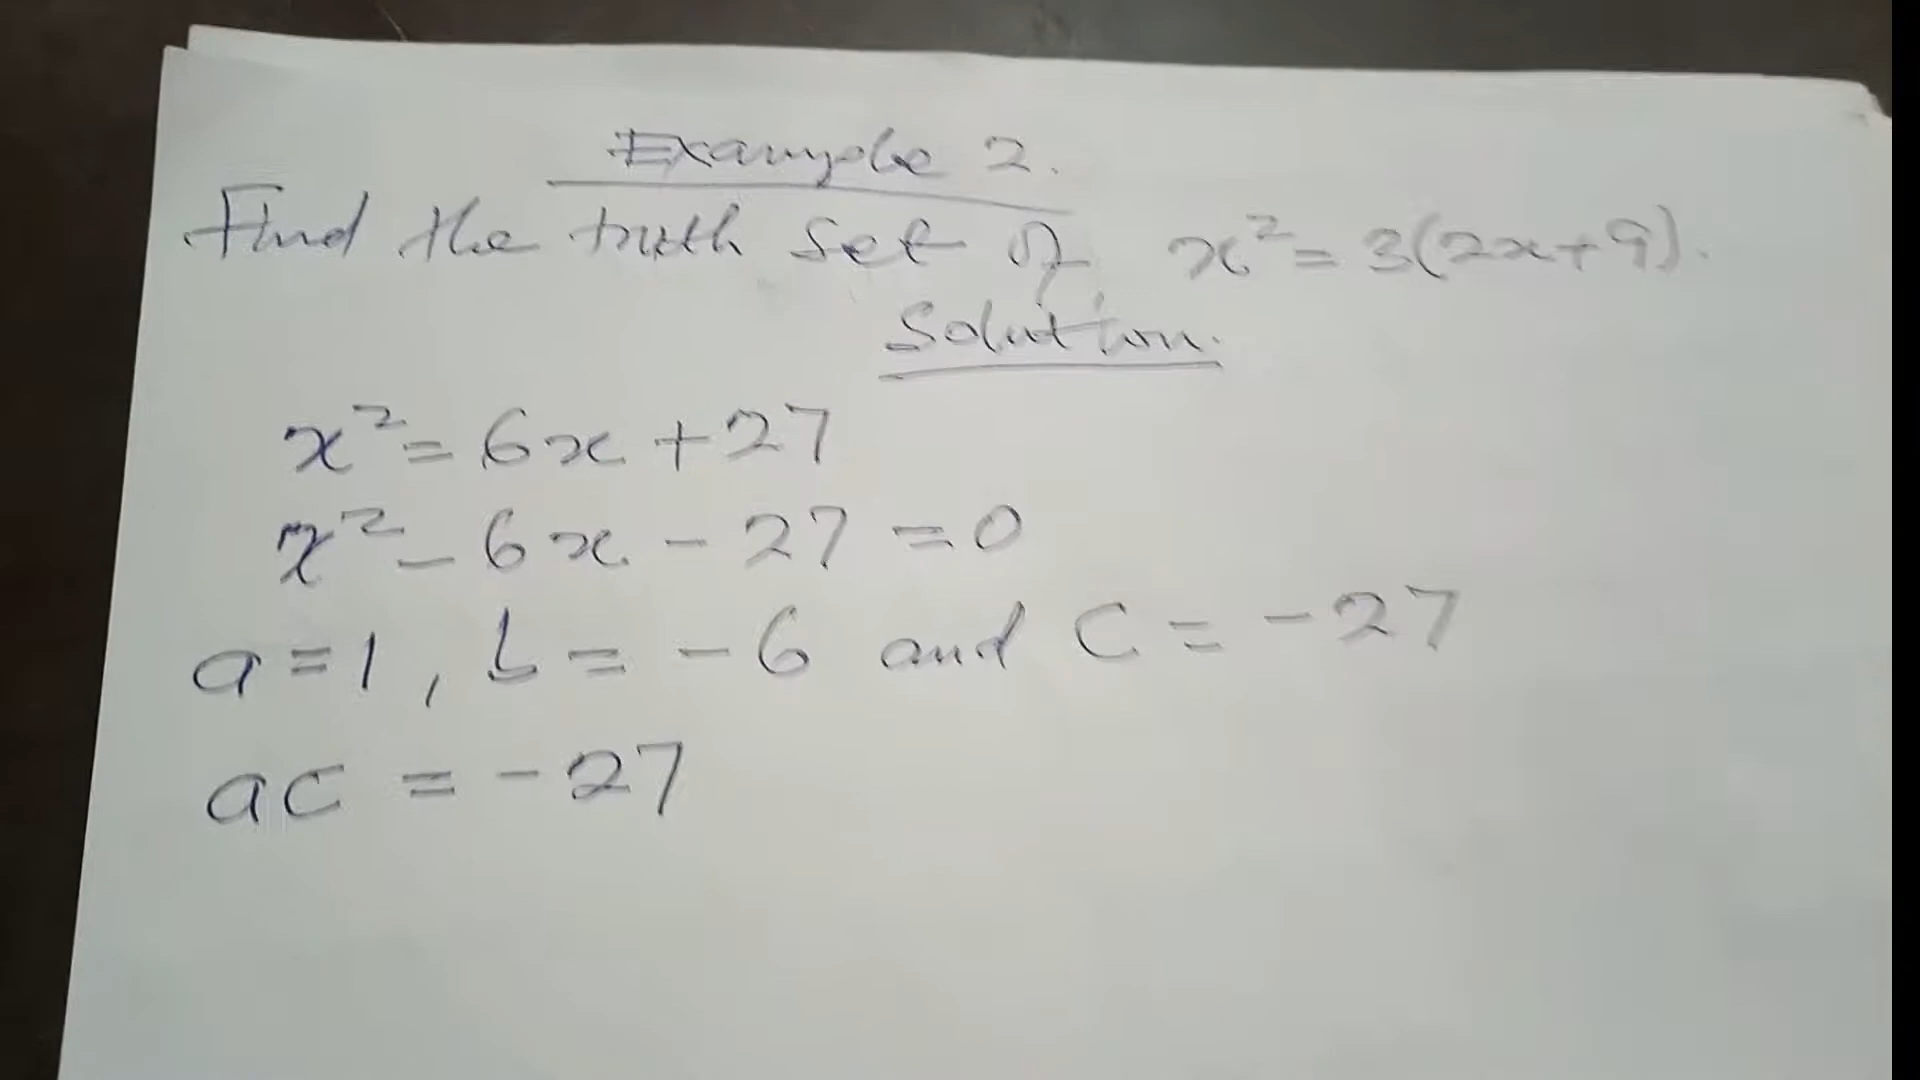 Example 2.
Find the truth set of x² = 3(2x+9).
Solution.
x² = 6x + 27
x² - 6x - 27 = 0
a = 1, b = -6 and c = -27
ac = -27